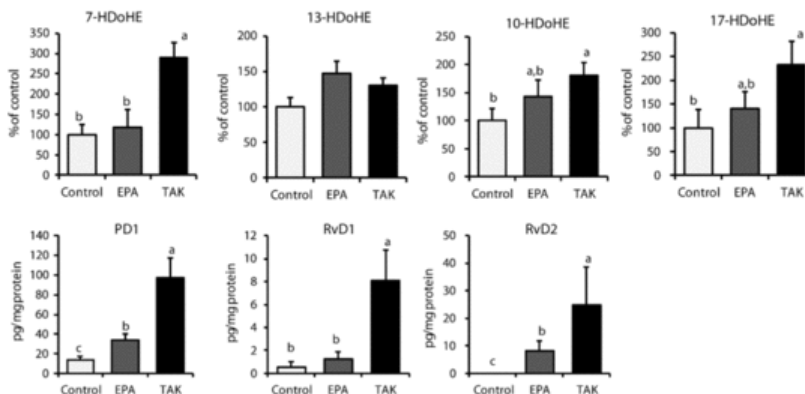 7-HDoHE
% of control
350
300
250
200
150
100
50
0
b
b
a
Control EPA TAK
13-HDoHE
% of control
200
150
100
50
0
Control EPA TAK
10-HDoHE
% of control
250
200
150
100
50
0
b
a,b
a
Control EPA TAK
17-HDoHE
% of control
300
250
200
150
100
50
0
b
a,b
a
Control EPA TAK
PD1
pg/mgprotein
120
100
80
60
40
20
0
c
b
a
Control EPA TAK
RvD1
pg/mgprotein
12
10
8
6
4
2
0
b
b
a
Control EPA TAK
RvD2
pg/mgprotein
50
40
30
20
10
0
c
b
a
Control EPA TAK